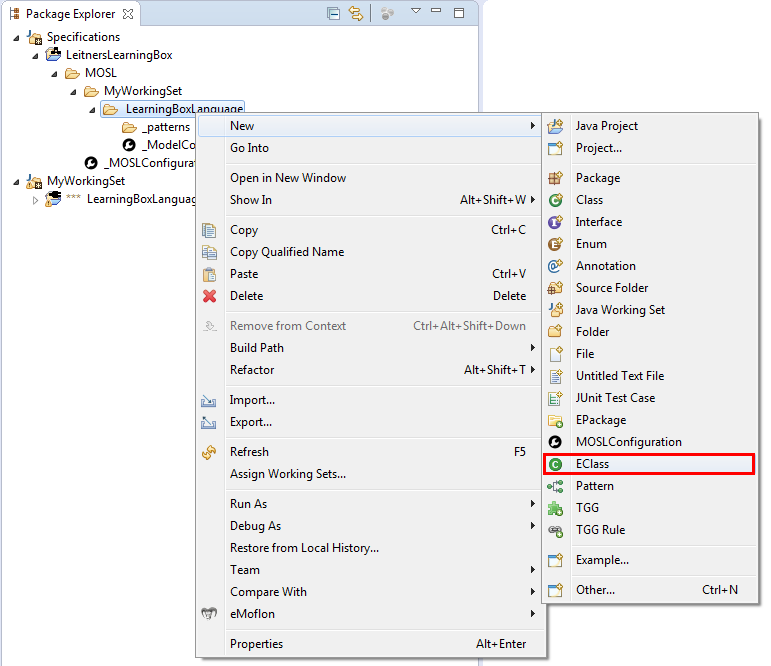 Package Explorer
Specifications
LeitnersLearningBox
MOSL
MyWorkingSet
LearningBoxLanguage
_patterns
_ModelCo
_MOSLConfigura
MyWorkingSet
*** LearningBoxLanguag
New
Go Into
Open in New Window
Show In Alt+Shift+W
Copy Ctrl+C
Copy Qualified Name
Paste Ctrl+V
Delete Delete
Remove from Context Ctrl+Alt+Shift+Down
Build Path
Refactor Alt+Shift+T
Import...
Export...
Refresh F5
Assign Working Sets...
Run As
Debug As
Restore from Local History...
Team
Compare With
eMoflon
Properties Alt+Enter
Java Project
Project...
Package
Class
Interface
Enum
Annotation
Source Folder
Java Working Set
Folder
File
Untitled Text File
JUnit Test Case
EPackage
MOSLConfiguration
EClass
Pattern
TGG
TGG Rule
Example...
Other... Ctrl+N